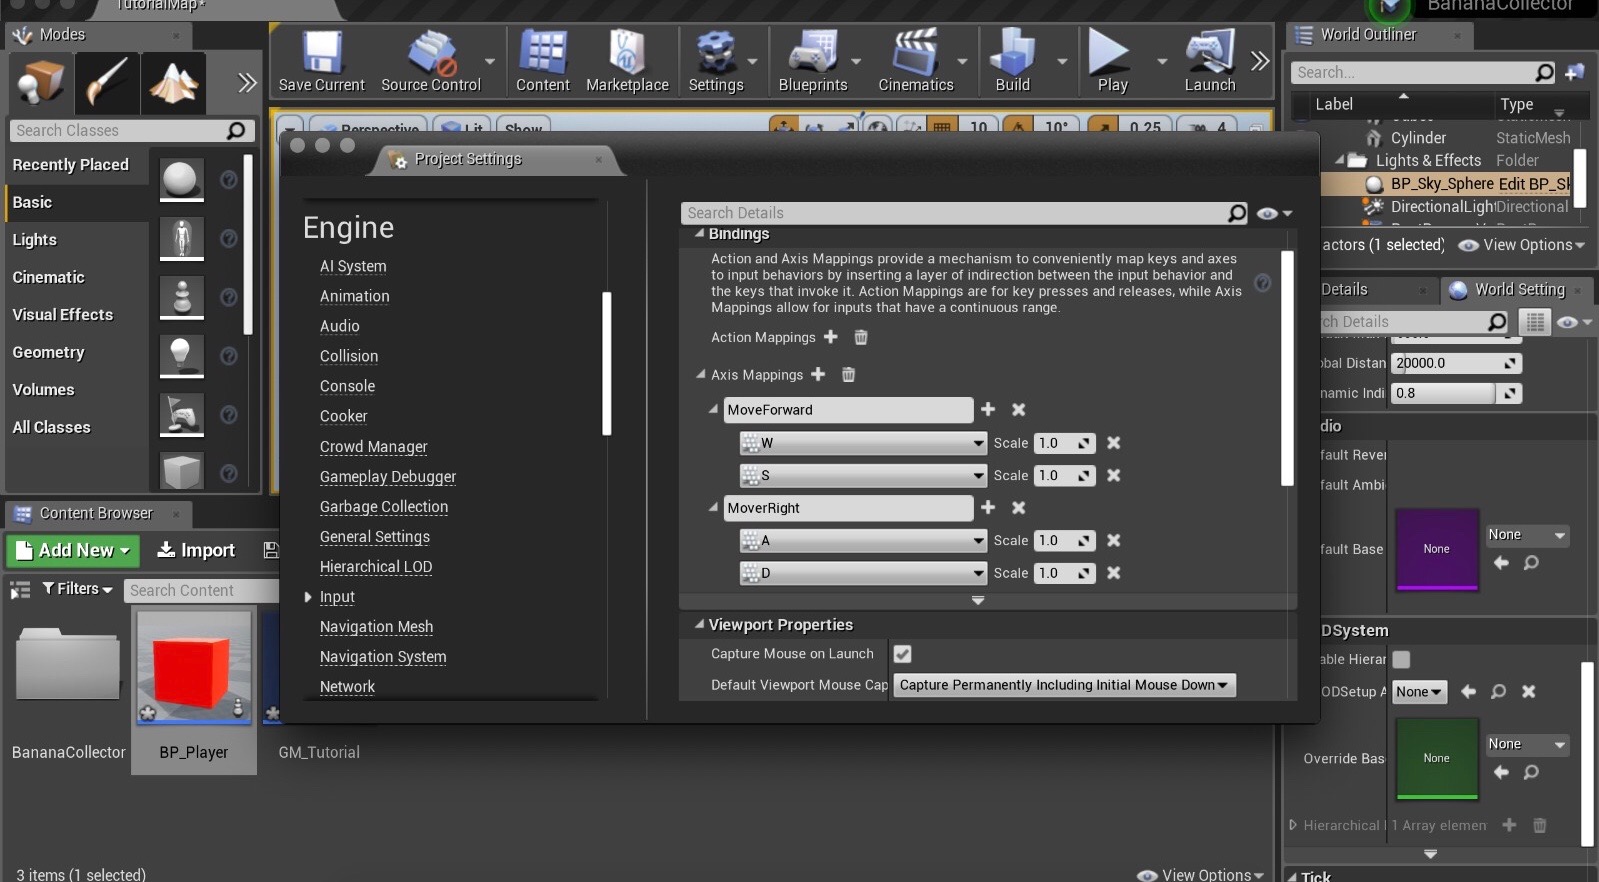 TutorialMap*
BananaCollector
Modes
Save Current
Source Control
Content
Marketplace
Settings
Blueprints
Cinematics
Build
Play
Launch
World Outliner
Search...
Label
Type
Cylinder
StaticMesh
Lights & Effects
Folder
BP_Sky_Sphere
Edit BP_Sk
DirectionalLight
Directional
actors (1 selected)
View Options
Search Classes
Recently Placed
Basic
Lights
Cinematic
Visual Effects
Geometry
Volumes
All Classes
Perspective
Lit
Show
10
10°
0.25
4
Project Settings
Engine
AI System
Animation
Audio
Collision
Console
Cooker
Crowd Manager
Gameplay Debugger
Garbage Collection
General Settings
Hierarchical LOD
Input
Navigation Mesh
Navigation System
Network
Search Details
Bindings
Action and Axis Mappings provide a mechanism to conveniently map keys and axes
to input behaviors by inserting a layer of indirection between the input behavior and
the keys that invoke it. Action Mappings are for key presses and releases, while Axis
Mappings allow for inputs that have a continuous range.
Action Mappings
Axis Mappings
MoveForward
W
Scale
1.0
S
Scale
1.0
MoverRight
A
Scale
1.0
D
Scale
1.0
Viewport Properties
Capture Mouse on Launch
Default Viewport Mouse Cap
Capture Permanently Including Initial Mouse Down
Details
World Setting
rch Details
obal Distan
20000.0
namic Indi
0.8
dio
fault Rever
fault Ambi
fault Base
None
None
DSystem
able Hierar
ODSetup A
None
Override Bas
None
None
Hierarchical
1 Array elemen
Tick
Content Browser
Add New
Import
Filters
Search Content
BananaCollector
BP_Player
GM_Tutorial
3 items (1 selected)
View Options